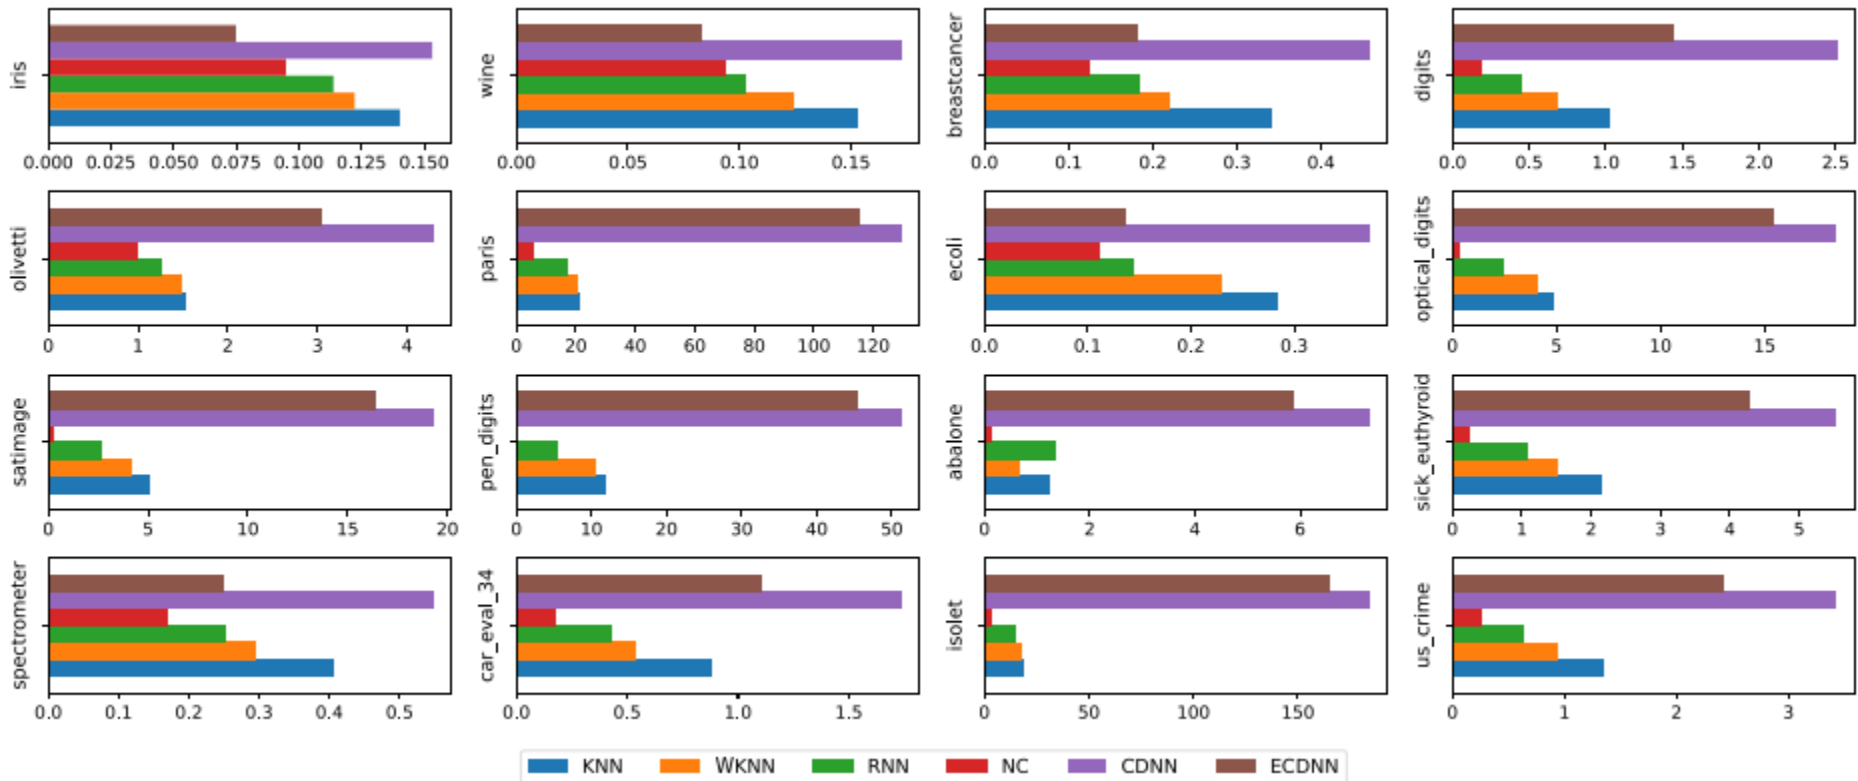 iris
0.000 0.025 0.050 0.075 0.100 0.125 0.150
wine
0.00 0.05 0.10 0.15
breastcancer
0.0 0.1 0.2 0.3 0.4
digits
0.0 0.5 1.0 1.5 2.0 2.5
olivetti
0 1 2 3 4
paris
0 20 40 60 80 100 120
ecoli
0.0 0.1 0.2 0.3
optical_digits
0 5 10 15
satimage
0 5 10 15 20
pen_digits
0 10 20 30 40 50
abalone
0 2 4 6
sick_euthyroid
0 1 2 3 4 5
spectrometer
0.0 0.1 0.2 0.3 0.4 0.5
car_eval_34
0.0 0.5 1.0 1.5
isolet
0 50 100 150
us_crime
0 1 2 3
KNN WKNN RNN NC CDNN ECDNN